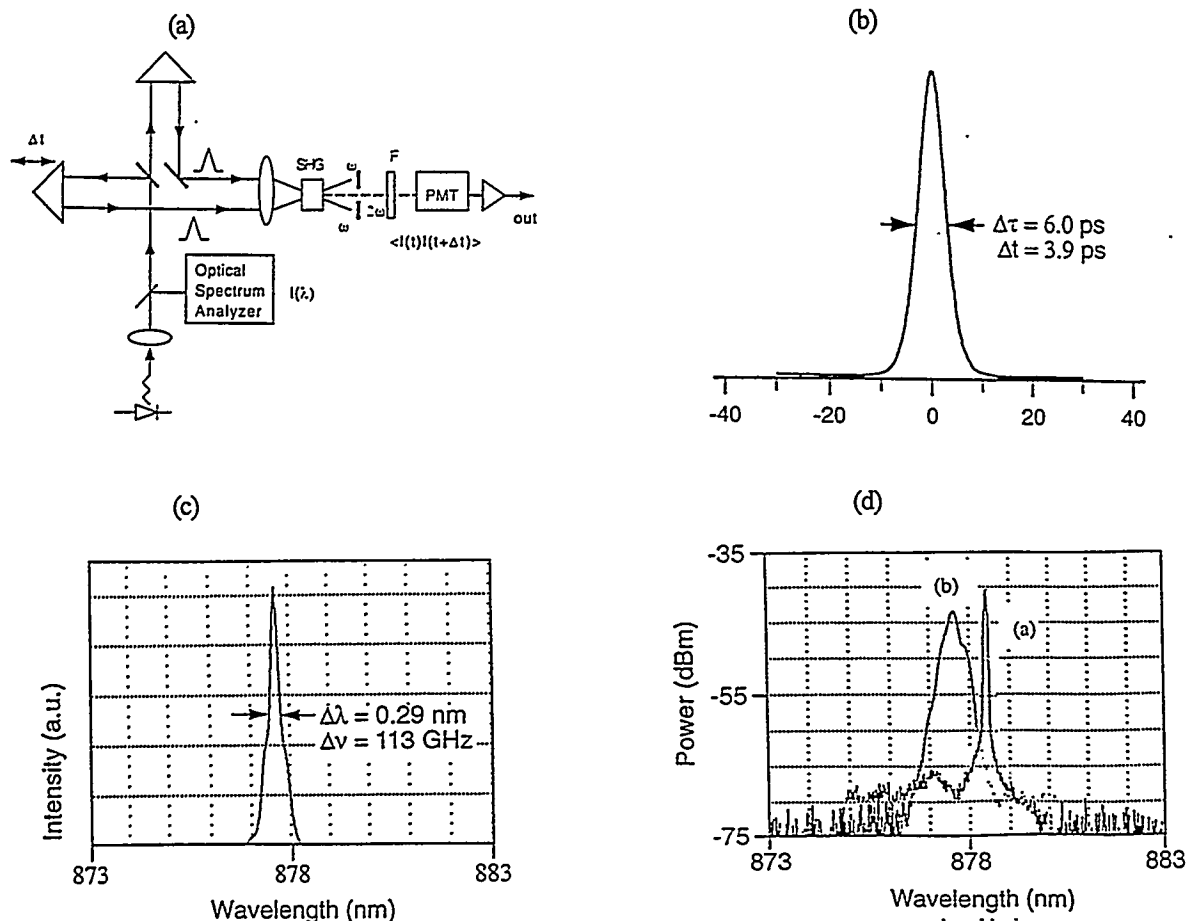 (a)
Δt
SHG
ω
F
2ω
ω
PMT
out
<I(t)I(t+Δt)>
Optical
Spectrum
Analyzer
I(λ)
(b)
Δτ = 6.0 ps
Δt = 3.9 ps
-40
-20
0
20
40
(c)
Intensity (a.u.)
Δλ = 0.29 nm
Δν = 113 GHz
873
878
883
Wavelength (nm)
(d)
Power (dBm)
-35
-55
-75
(b)
(a)
873
878
883
Wavelength (nm)